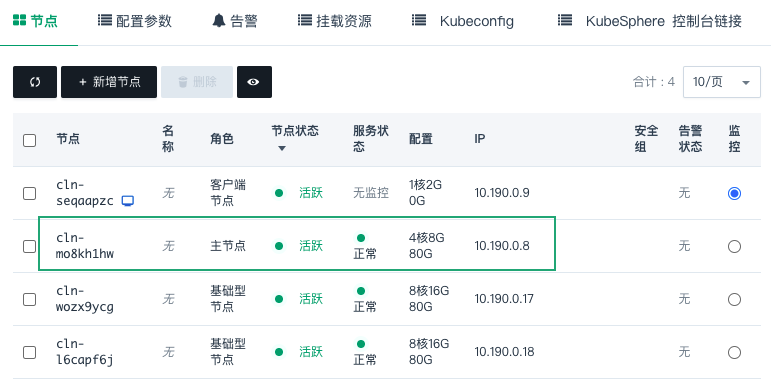 节点 配置参数 告警 挂载资源 Kubeconfig KubeSphere 控制台链接
+ 新增节点 删除 合计：4 10/页
节点 名称 角色 节点状态 服务状态 配置 IP 安全组 告警状态 监控
cln-seqaapzc 无 客户端节点 活跃 无监控 1核2G 0G 10.190.0.9 无
cln-mo8kh1hw 无 主节点 活跃 正常 4核8G 80G 10.190.0.8 无
cln-wozx9ycg 无 基础型节点 活跃 正常 8核16G 80G 10.190.0.17 无
cln-l6capf6j 无 基础型节点 活跃 正常 8核16G 80G 10.190.0.18 无